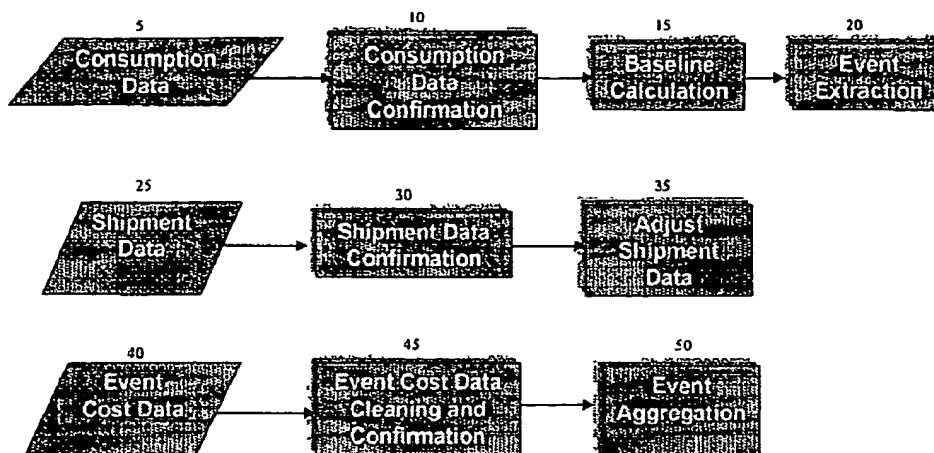 5
10
15
20
Consumption
Data
Consumption
Data
Confirmation
Baseline
Calculation
Event
Extraction
25
30
35
Shipment
Data
Shipment Data
Confirmation
Adjust
Shipment
Data
40
45
50
Event
Cost Data
Event Cost Data
Cleaning and
Confirmation
Event
Aggregation